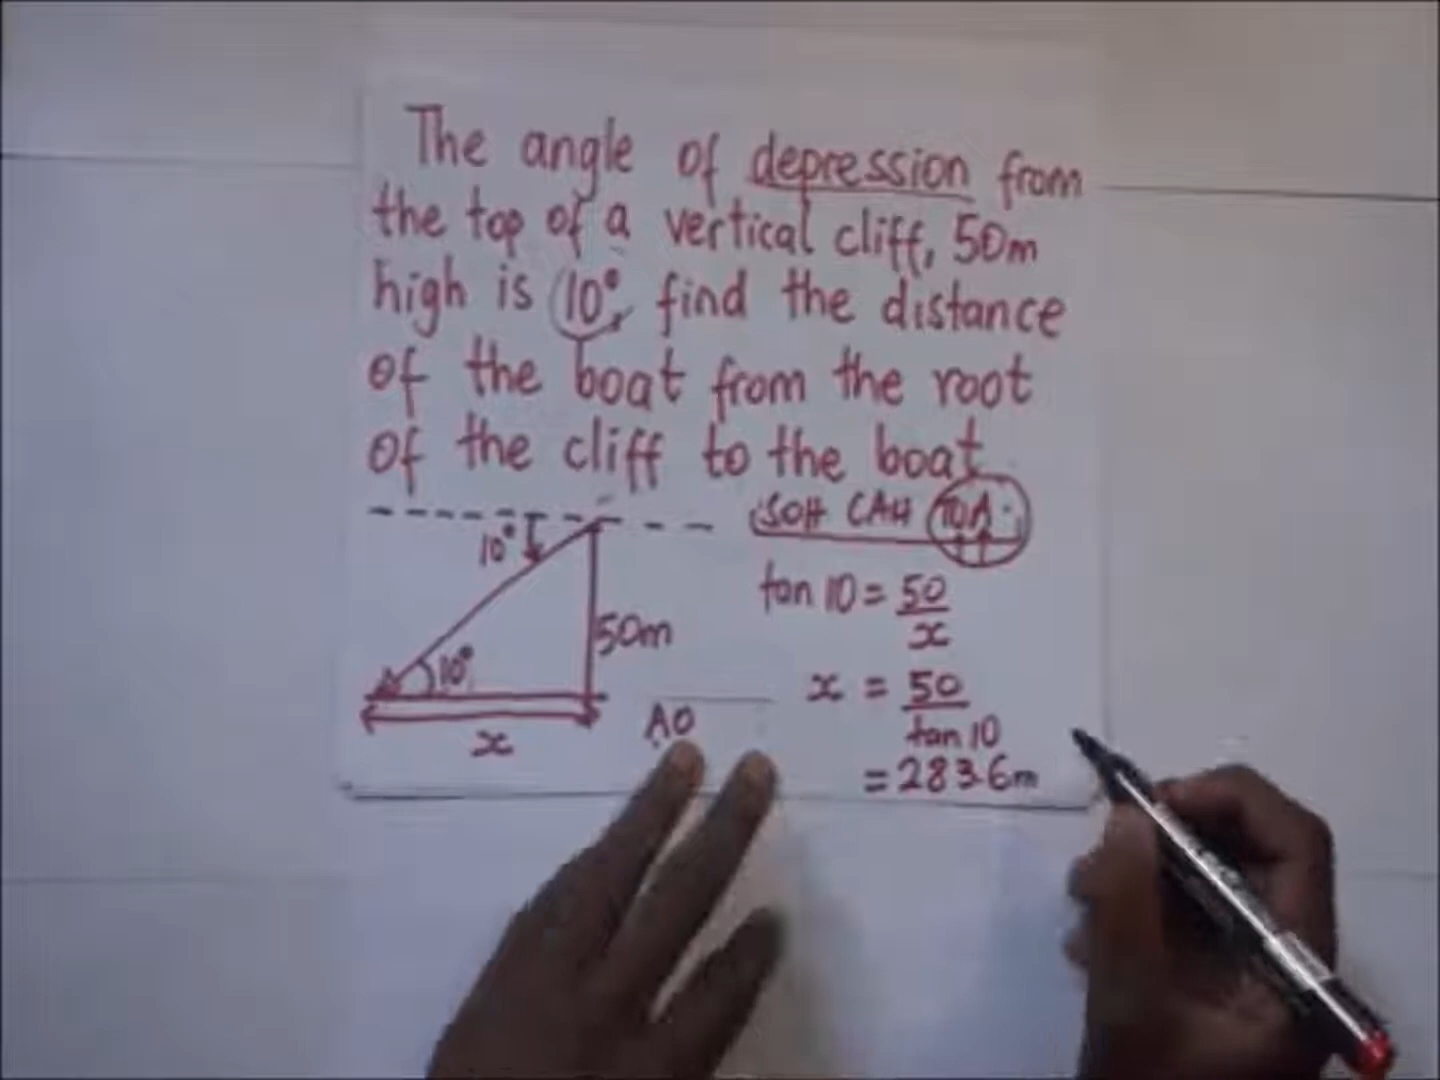 The angle of depression from
the top of a vertical cliff, 50m
high is 10°, find the distance
of the boat from the root
of the cliff to the boat
SOH CAH TOA
10°
tan 10 = 50
x
50m
10°
x = 50
tan 10
x
AO
= 283.6m